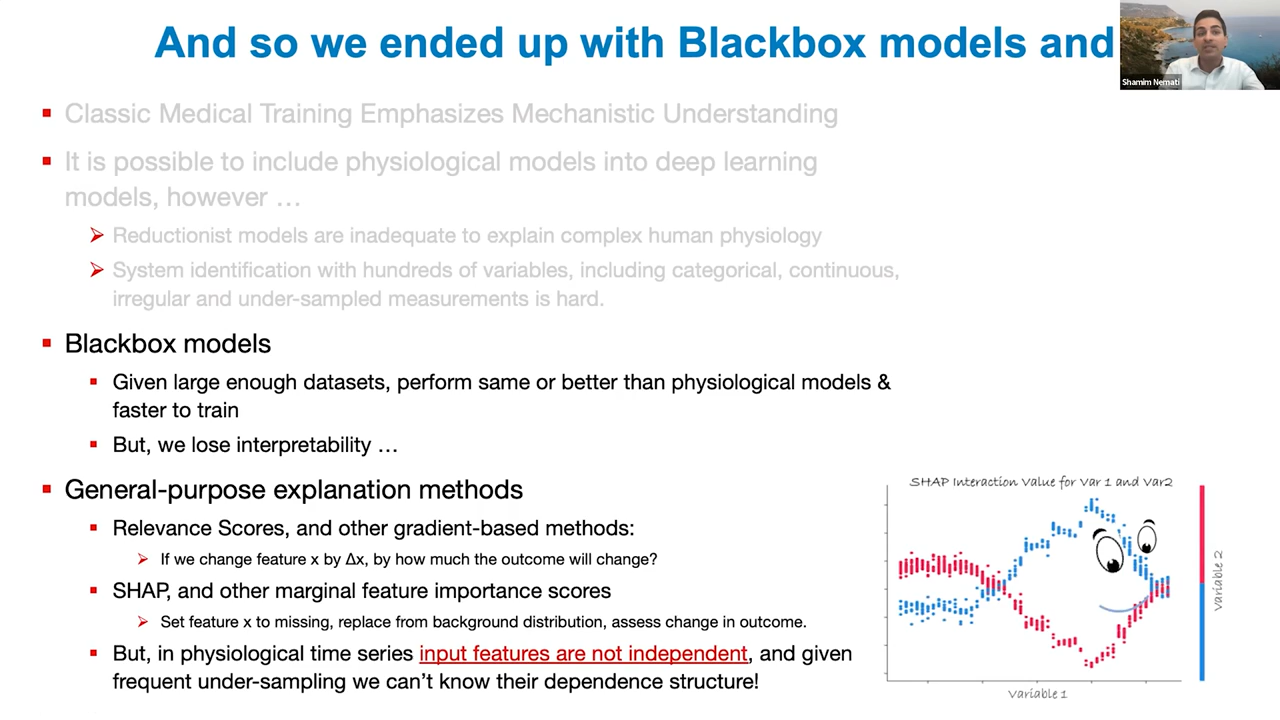 And so we ended up with Blackbox models and
Shamim Nemati
Classic Medical Training Emphasizes Mechanistic Understanding
It is possible to include physiological models into deep learning
models, however …
Reductionist models are inadequate to explain complex human physiology
System identification with hundreds of variables, including categorical, continuous,
irregular and under-sampled measurements is hard.
Blackbox models
Given large enough datasets, perform same or better than physiological models &
faster to train
But, we lose interpretability …
General-purpose explanation methods
Relevance Scores, and other gradient-based methods:
If we change feature x by Δx, by how much the outcome will change?
SHAP, and other marginal feature importance scores
Set feature x to missing, replace from background distribution, assess change in outcome.
But, in physiological time series input features are not independent, and given
frequent under-sampling we can't know their dependence structure!
SHAP Interaction Value for Var 1 and Var2
Variable 2
Variable 1